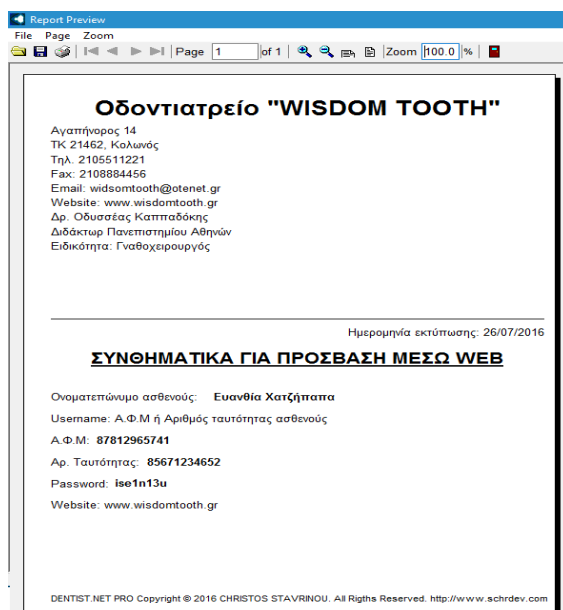 Report Preview
File Page Zoom
Page 1 of 1 Zoom 100.0 %
Οδοντιατρείο "WISDOM TOOTH"
Αγαπήνορος 14
ΤΚ 21462, Κολωνός
Τηλ. 2105511221
Fax: 2108884456
Email: widsomtooth@otenet.gr
Website: www.wisdomtooth.gr
Δρ. Οδυσσέας Καππαδόκης
Διδάκτωρ Πανεπιστημίου Αθηνών
Ειδικότητα: Γναθοχειρουργός
Ημερομηνία εκτύπωσης: 26/07/2016
ΣΥΝΘΗΜΑΤΙΚΑ ΓΙΑ ΠΡΟΣΒΑΣΗ ΜΕΣΩ WEB
Ονοματεπώνυμο ασθενούς: Ευανθία Χατζήπαπα
Username: Α.Φ.Μ ή Αριθμός ταυτότητας ασθενούς
Α.Φ.Μ: 87812965741
Αρ. Ταυτότητας: 85671234652
Password: ise1n13u
Website: www.wisdomtooth.gr
DENTIST.NET PRO Copyright © 2016 CHRISTOS STAVRINOU. All Rigths Reserved. http://www.schrdev.com